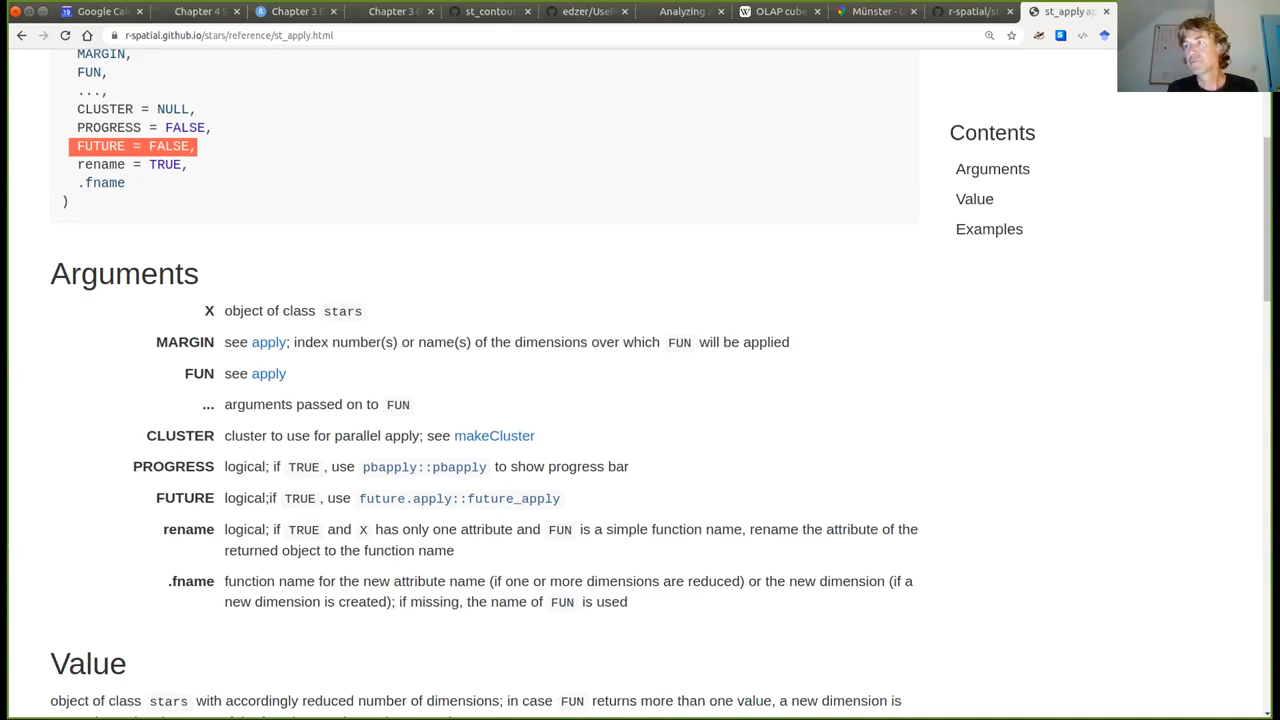 Google Cal
Chapter 4 S
Chapter 3 F
Chapter 3 C
st_contour
edzer/UseR
Analyzing a
OLAP cube
Münster - L
r-spatial/st
st_apply ap
r-spatial.github.io/stars/reference/st_apply.html
MARGIN,
FUN,
...,
CLUSTER = NULL,
PROGRESS = FALSE,
FUTURE = FALSE,
rename = TRUE,
.fname
)
Contents
Arguments
Value
Examples
Arguments
X object of class stars
MARGIN see apply; index number(s) or name(s) of the dimensions over which FUN will be applied
FUN see apply
... arguments passed on to FUN
CLUSTER cluster to use for parallel apply; see makeCluster
PROGRESS logical; if TRUE, use pbapply::pbapply to show progress bar
FUTURE logical;if TRUE, use future.apply::future_apply
rename logical; if TRUE and X has only one attribute and FUN is a simple function name, rename the attribute of the
returned object to the function name
.fname function name for the new attribute name (if one or more dimensions are reduced) or the new dimension (if a
new dimension is created); if missing, the name of FUN is used
Value
object of class stars with accordingly reduced number of dimensions; in case FUN returns more than one value, a new dimension is